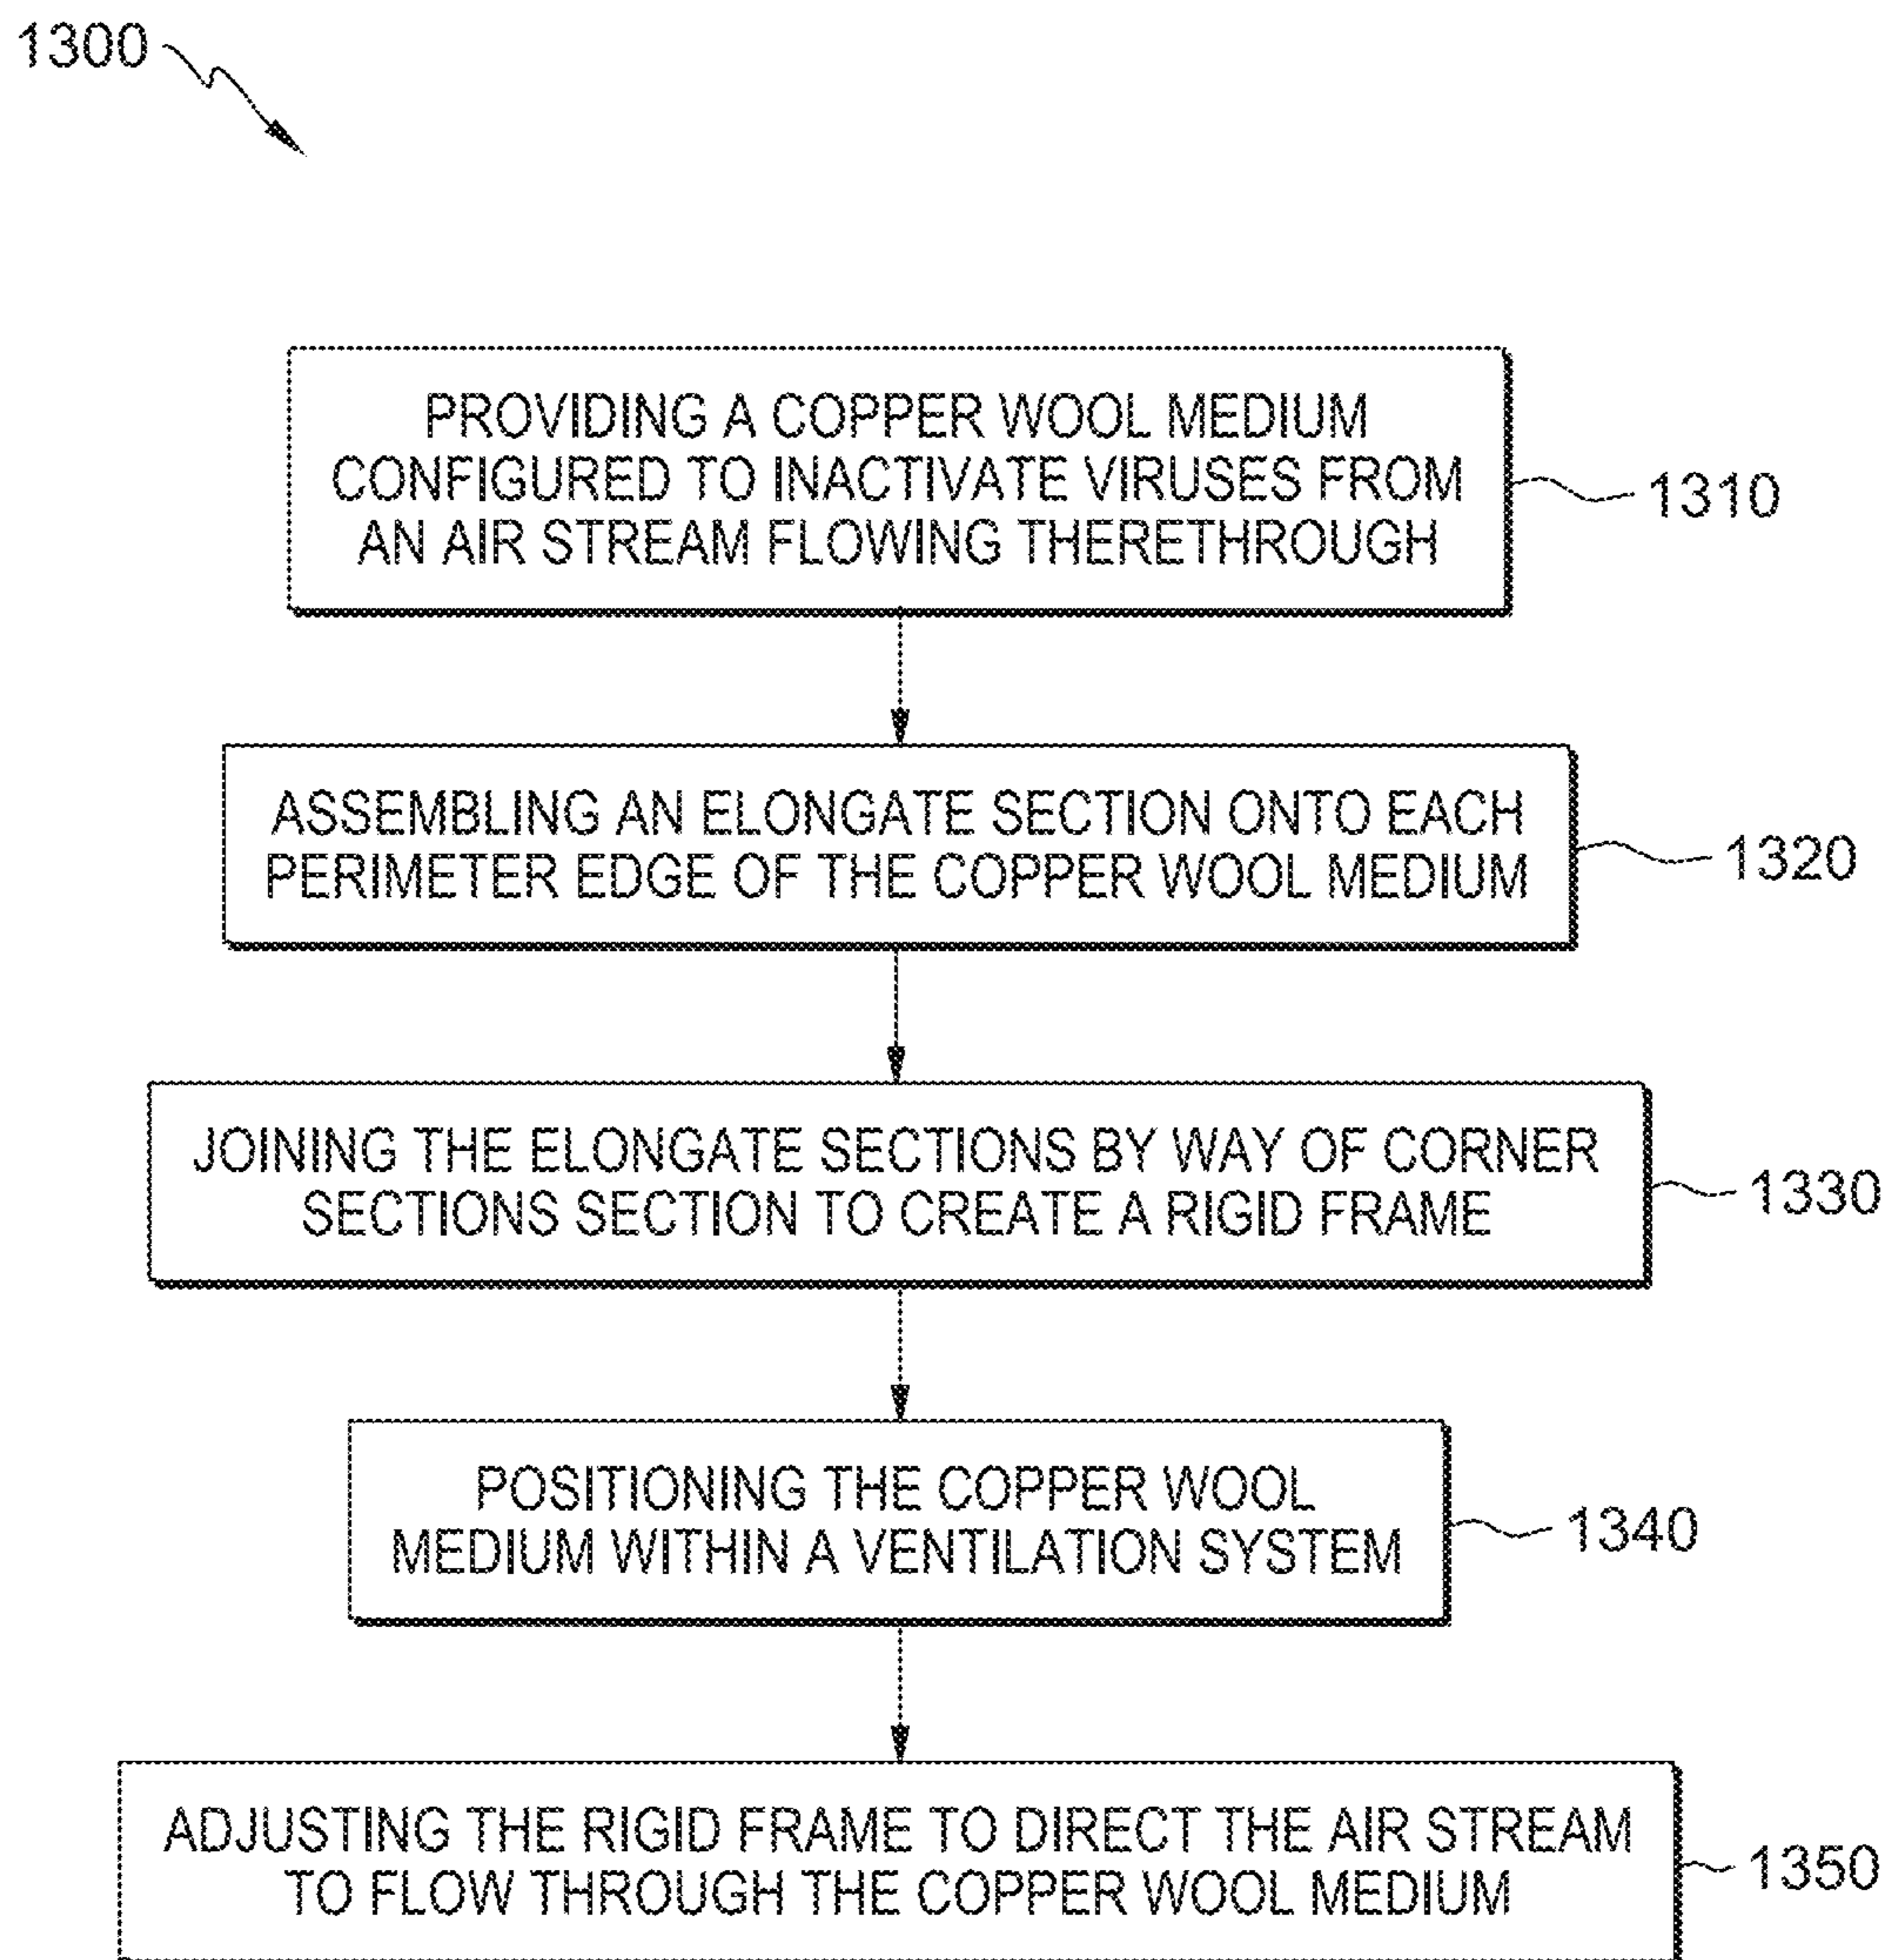 1300
PROVIDING A COPPER WOOL MEDIUM
CONFIGURED TO INACTIVATE VIRUSES FROM
AN AIR STREAM FLOWING THERETHROUGH
1310
ASSEMBLING AN ELONGATE SECTION ONTO EACH
PERIMETER EDGE OF THE COPPER WOOL MEDIUM
1320
JOINING THE ELONGATE SECTIONS BY WAY OF CORNER
SECTIONS SECTION TO CREATE A RIGID FRAME
1330
POSITIONING THE COPPER WOOL
MEDIUM WITHIN A VENTILATION SYSTEM
1340
ADJUSTING THE RIGID FRAME TO DIRECT THE AIR STREAM
TO FLOW THROUGH THE COPPER WOOL MEDIUM
1350